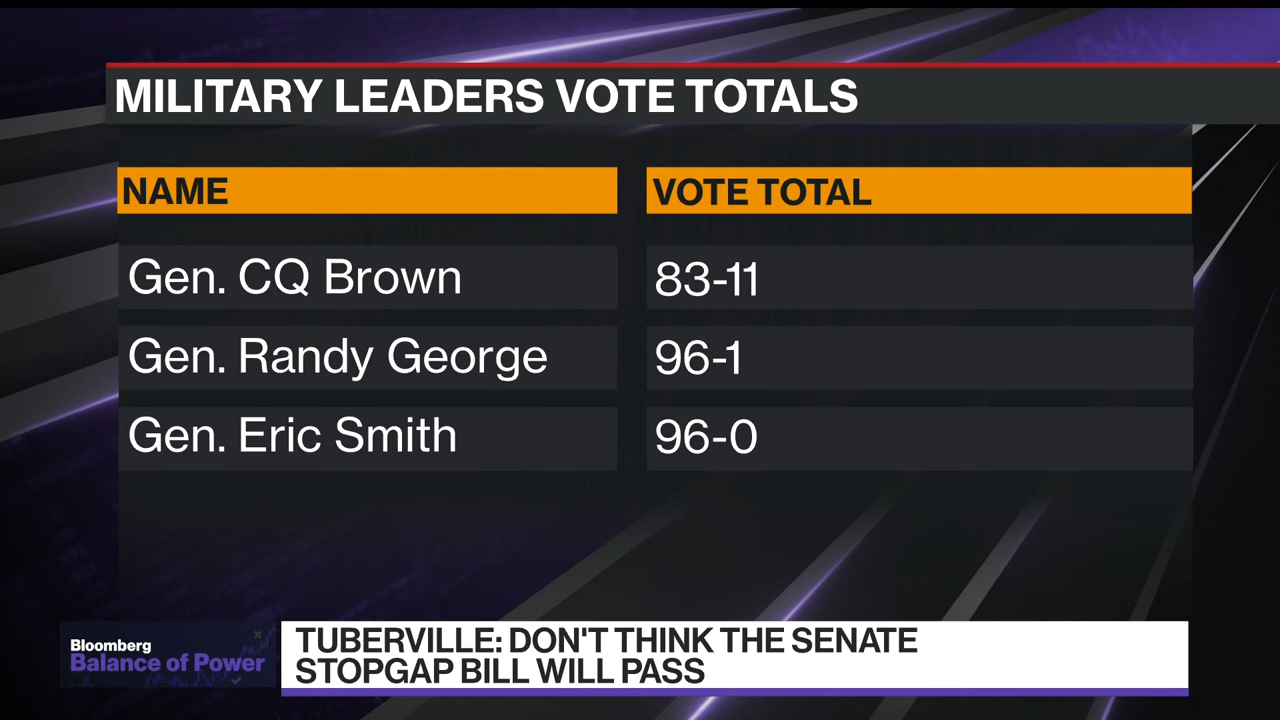 MILITARY LEADERS VOTE TOTALS
NAME VOTE TOTAL
Gen. CQ Brown 83-11
Gen. Randy George 96-1
Gen. Eric Smith 96-0
Bloomberg
Balance of Power
TUBERVILLE: DON'T THINK THE SENATE
STOPGAP BILL WILL PASS